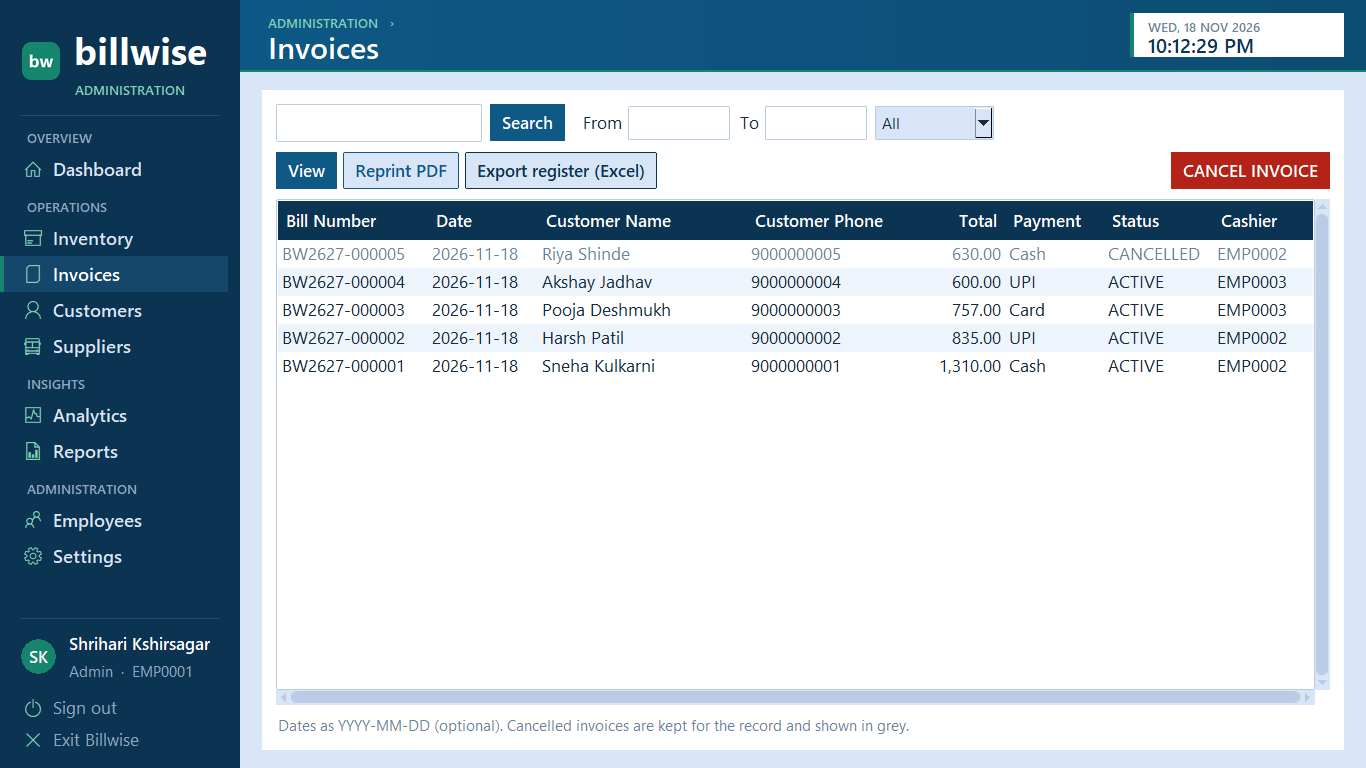 bw billwise
ADMINISTRATION
OVERVIEW
Dashboard
OPERATIONS
Inventory
Invoices
Customers
Suppliers
INSIGHTS
Analytics
Reports
ADMINISTRATION
Employees
Settings
SK Shrihari Kshirsagar
Admin · EMP0001
Sign out
Exit Billwise
ADMINISTRATION ›
Invoices
WED, 18 NOV 2026
10:12:29 PM
Search From To All
View Reprint PDF Export register (Excel) CANCEL INVOICE
Bill Number Date Customer Name Customer Phone Total Payment Status Cashier
BW2627-000005 2026-11-18 Riya Shinde 9000000005 630.00 Cash CANCELLED EMP0002
BW2627-000004 2026-11-18 Akshay Jadhav 9000000004 600.00 UPI ACTIVE EMP0003
BW2627-000003 2026-11-18 Pooja Deshmukh 9000000003 757.00 Card ACTIVE EMP0003
BW2627-000002 2026-11-18 Harsh Patil 9000000002 835.00 UPI ACTIVE EMP0002
BW2627-000001 2026-11-18 Sneha Kulkarni 9000000001 1,310.00 Cash ACTIVE EMP0002
Dates as YYYY-MM-DD (optional). Cancelled invoices are kept for the record and shown in grey.